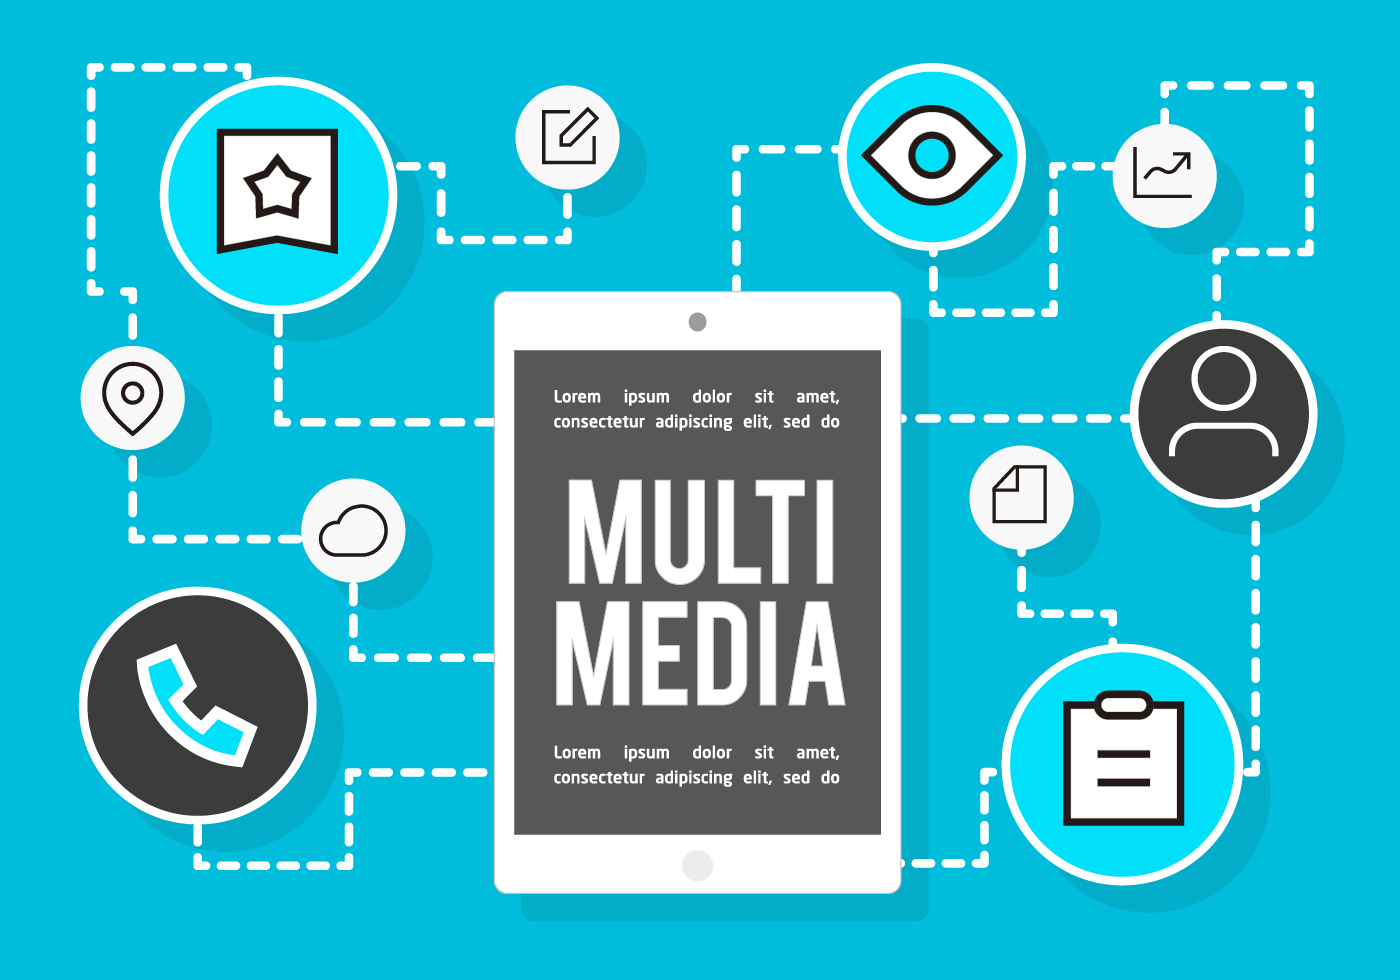 Lorem ipsum dolor sit amet,
consectetur adipiscing elit, sed do
MULTI
MEDIA
Lorem ipsum dolor sit amet,
consectetur adipiscing elit, sed do